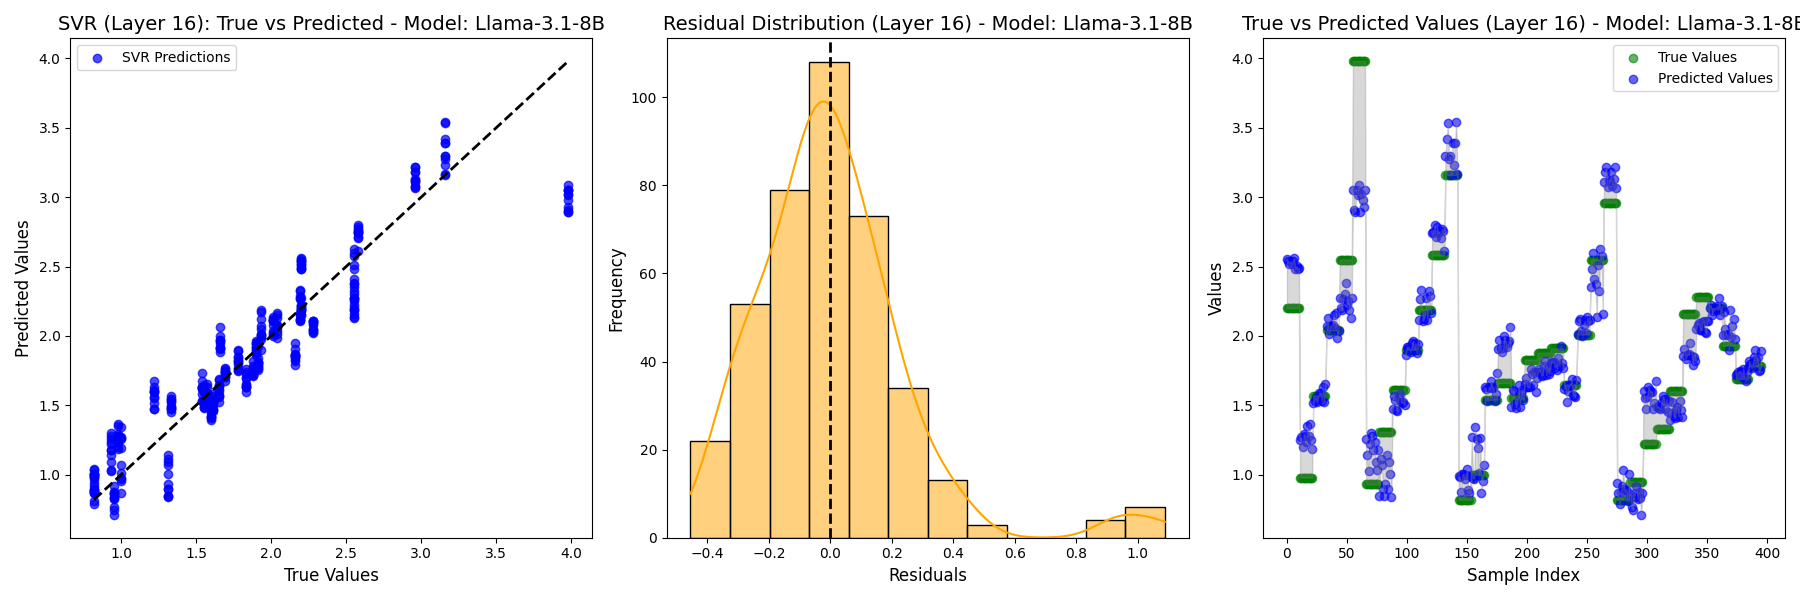 SVR (Layer 16): True vs Predicted - Model: Llama-3.1-8B
SVR Predictions
4.0
3.5
3.0
2.5
2.0
1.5
1.0
Predicted Values
1.0 1.5 2.0 2.5 3.0 3.5 4.0
True Values
Residual Distribution (Layer 16) - Model: Llama-3.1-8B
100
80
60
40
20
0
Frequency
−0.4 −0.2 0.0 0.2 0.4 0.6 0.8 1.0
Residuals
True vs Predicted Values (Layer 16) - Model: Llama-3.1-8B
True Values
Predicted Values
4.0
3.5
3.0
2.5
2.0
1.5
1.0
Values
0 50 100 150 200 250 300 350 400
Sample Index